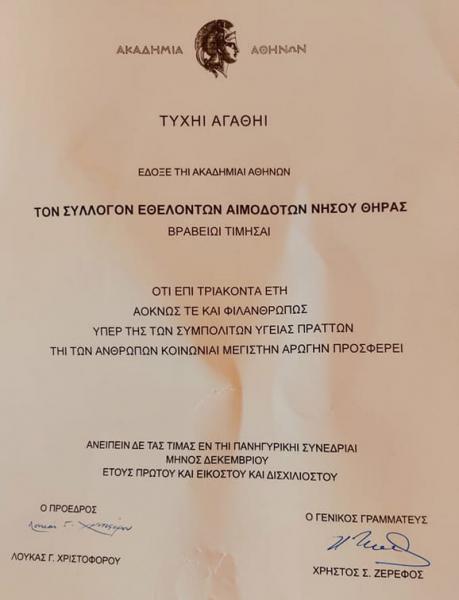 ΑΚΑΔΗΜΙΑ ΑΘΗΝΩΝ
ΤΥΧΗΙ ΑΓΑΘΗΙ
ΕΔΟΞΕ ΤΗΙ ΑΚΑΔΗΜΙΑΙ ΑΘΗΝΩΝ
ΤΟΝ ΣΥΛΛΟΓΟΝ ΕΘΕΛΟΝΤΩΝ ΑΙΜΟΔΟΤΩΝ ΝΗΣΟΥ ΘΗΡΑΣ
ΒΡΑΒΕΙΩΙ ΤΙΜΗΣΑΙ
ΟΤΙ ΕΠΙ ΤΡΙΑΚΟΝΤΑ ΕΤΗ
ΑΟΚΝΩΣ ΤΕ ΚΑΙ ΦΙΛΑΝΘΡΩΠΩΣ
ΥΠΕΡ ΤΗΣ ΤΩΝ ΣΥΜΠΟΛΙΤΩΝ ΥΓΕΙΑΣ ΠΡΑΤΤΩΝ
ΤΗΙ ΤΩΝ ΑΝΘΡΩΠΩΝ ΚΟΙΝΩΝΙΑΙ ΜΕΓΙΣΤΗΝ ΑΡΩΓΗΝ ΠΡΟΣΦΕΡΕΙ
ΑΝΕΙΠΕΙΝ ΔΕ ΤΑΣ ΤΙΜΑΣ ΕΝ ΤΗΙ ΠΑΝΗΓΥΡΙΚΗΙ ΣΥΝΕΔΡΙΑΙ
ΜΗΝΟΣ ΔΕΚΕΜΒΡΙΟΥ
ΕΤΟΥΣ ΠΡΩΤΟΥ ΚΑΙ ΕΙΚΟΣΤΟΥ ΚΑΙ ΔΙΣΧΙΛΙΟΣΤΟΥ
Ο ΠΡΟΕΔΡΟΣ
ΛΟΥΚΑΣ Γ. ΧΡΙΣΤΟΦΟΡΟΥ
Ο ΓΕΝΙΚΟΣ ΓΡΑΜΜΑΤΕΥΣ
ΧΡΗΣΤΟΣ Σ. ΖΕΡΕΦΟΣ